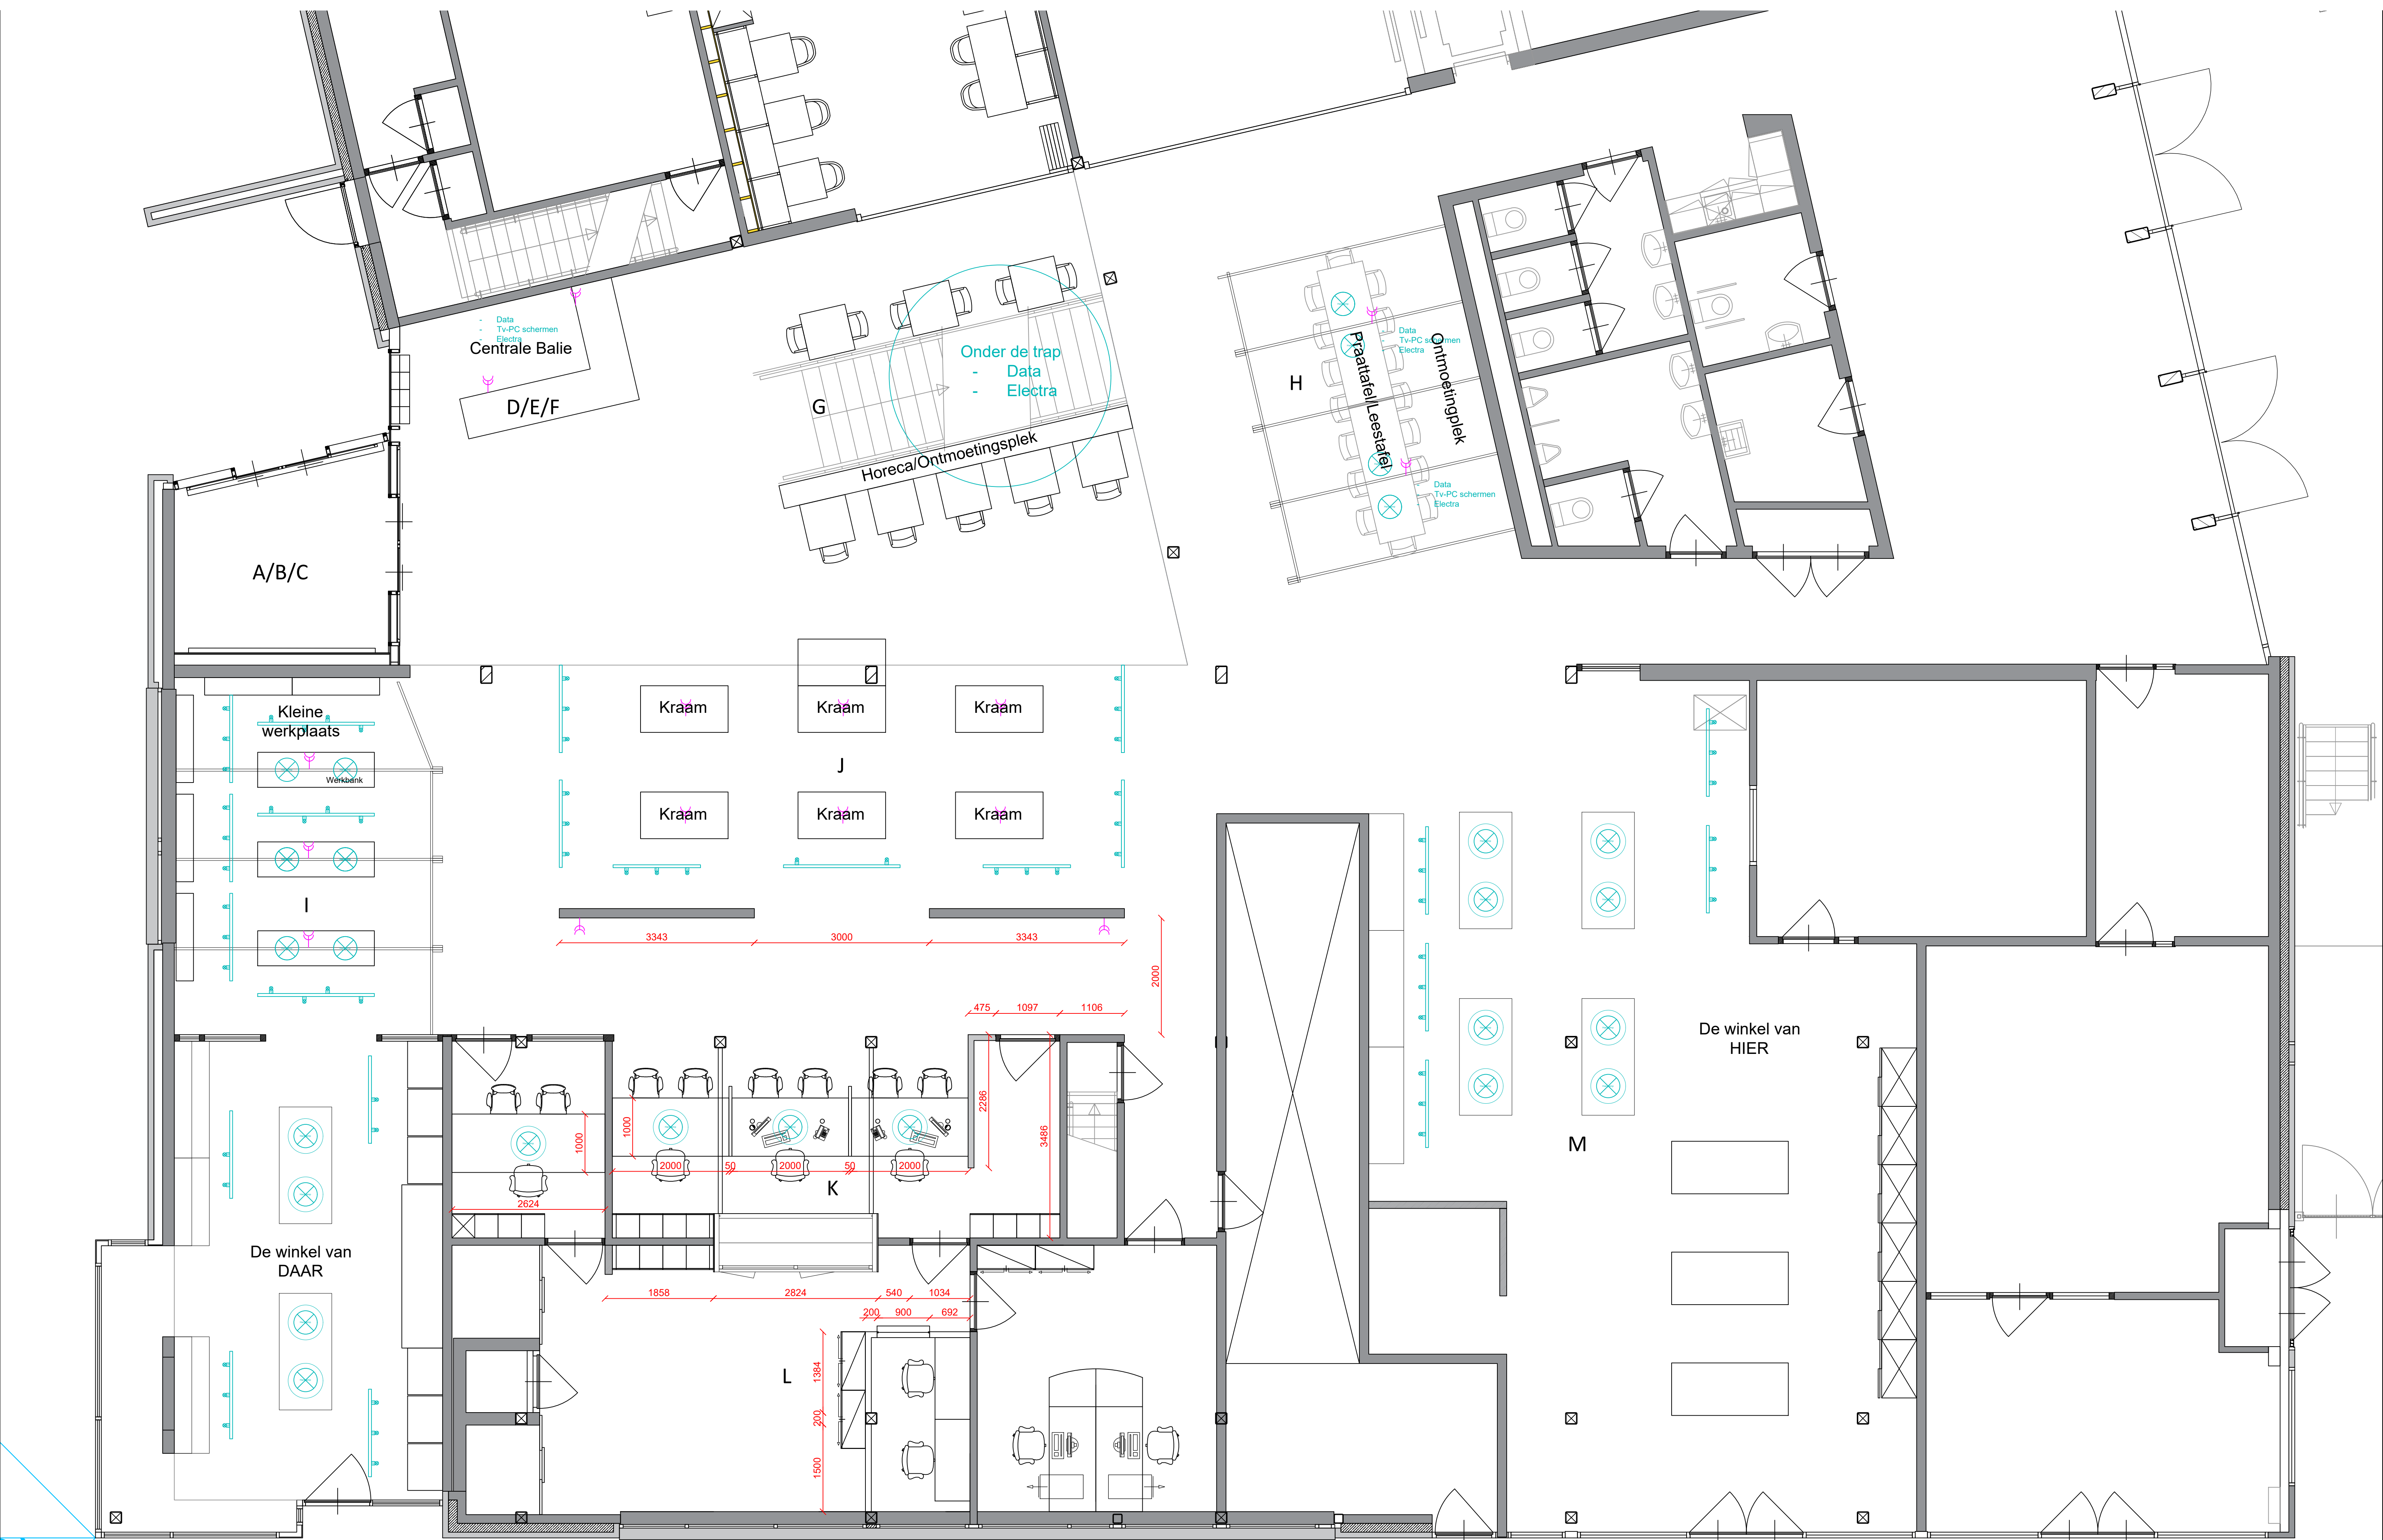 - Data
- Tv-PC schermen
- Electra
Centrale Balie
D/E/F
Onder de trap
- Data
- Electra
G
Horeca/Ontmoetingsplek
H
Praattafel/Leestafel
Ontmoetingplek
- Data
- Tv-PC schermen
- Electra
- Data
- Tv-PC schermen
- Electra
A/B/C
Kleine
werkplaats
Werkbank
I
Kraam
Kraam
Kraam
J
Kraam
Kraam
Kraam
3343
3000
3343
2000
475
1097
1106
2286
3486
1000
1000
2000
50
2000
50
2000
2624
K
De winkel van
DAAR
De winkel van
HIER
M
1858
2824
540
1034
200
900
692
1384
200
1500
L